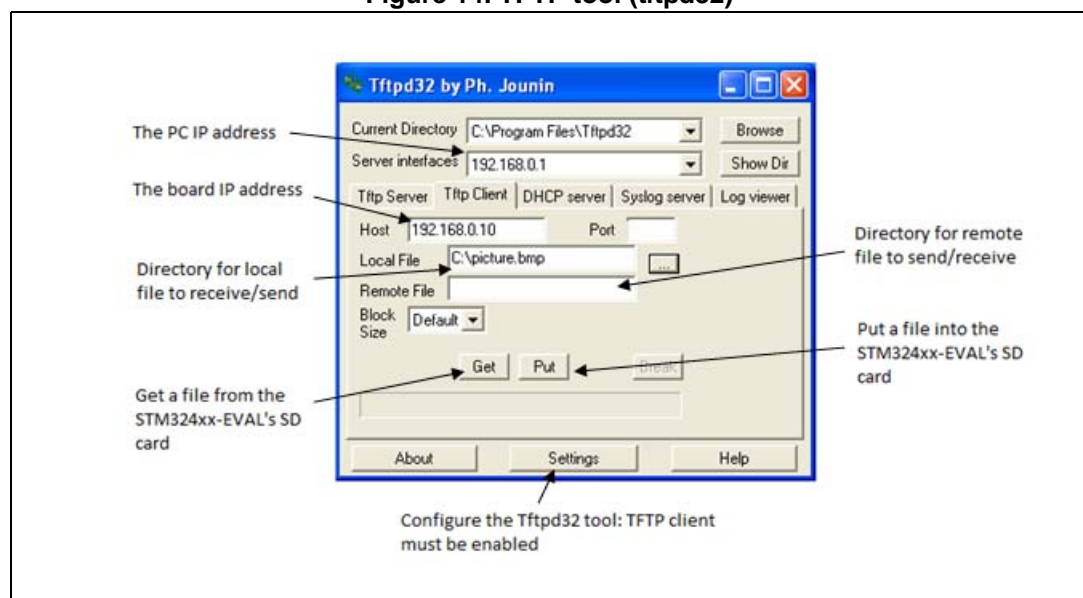 Tftpd32 by Ph. Jounin
The PC IP address
Current Directory C:\Program Files\Tftpd32 Browse
Server interfaces 192.168.0.1 Show Dir
The board IP address
Tftp Server Tftp Client DHCP server Syslog server Log viewer
Host 192.168.0.10 Port
Directory for local
file to receive/send
Local File C:\picture.bmp ...
Remote File
Directory for remote
file to send/receive
Block
Size Default
Get Put Break
Put a file into the
STM324xx-EVAL's SD
card
Get a file from the
STM324xx-EVAL's SD
card
About Settings Help
Configure the Tftpd32 tool: TFTP client
must be enabled